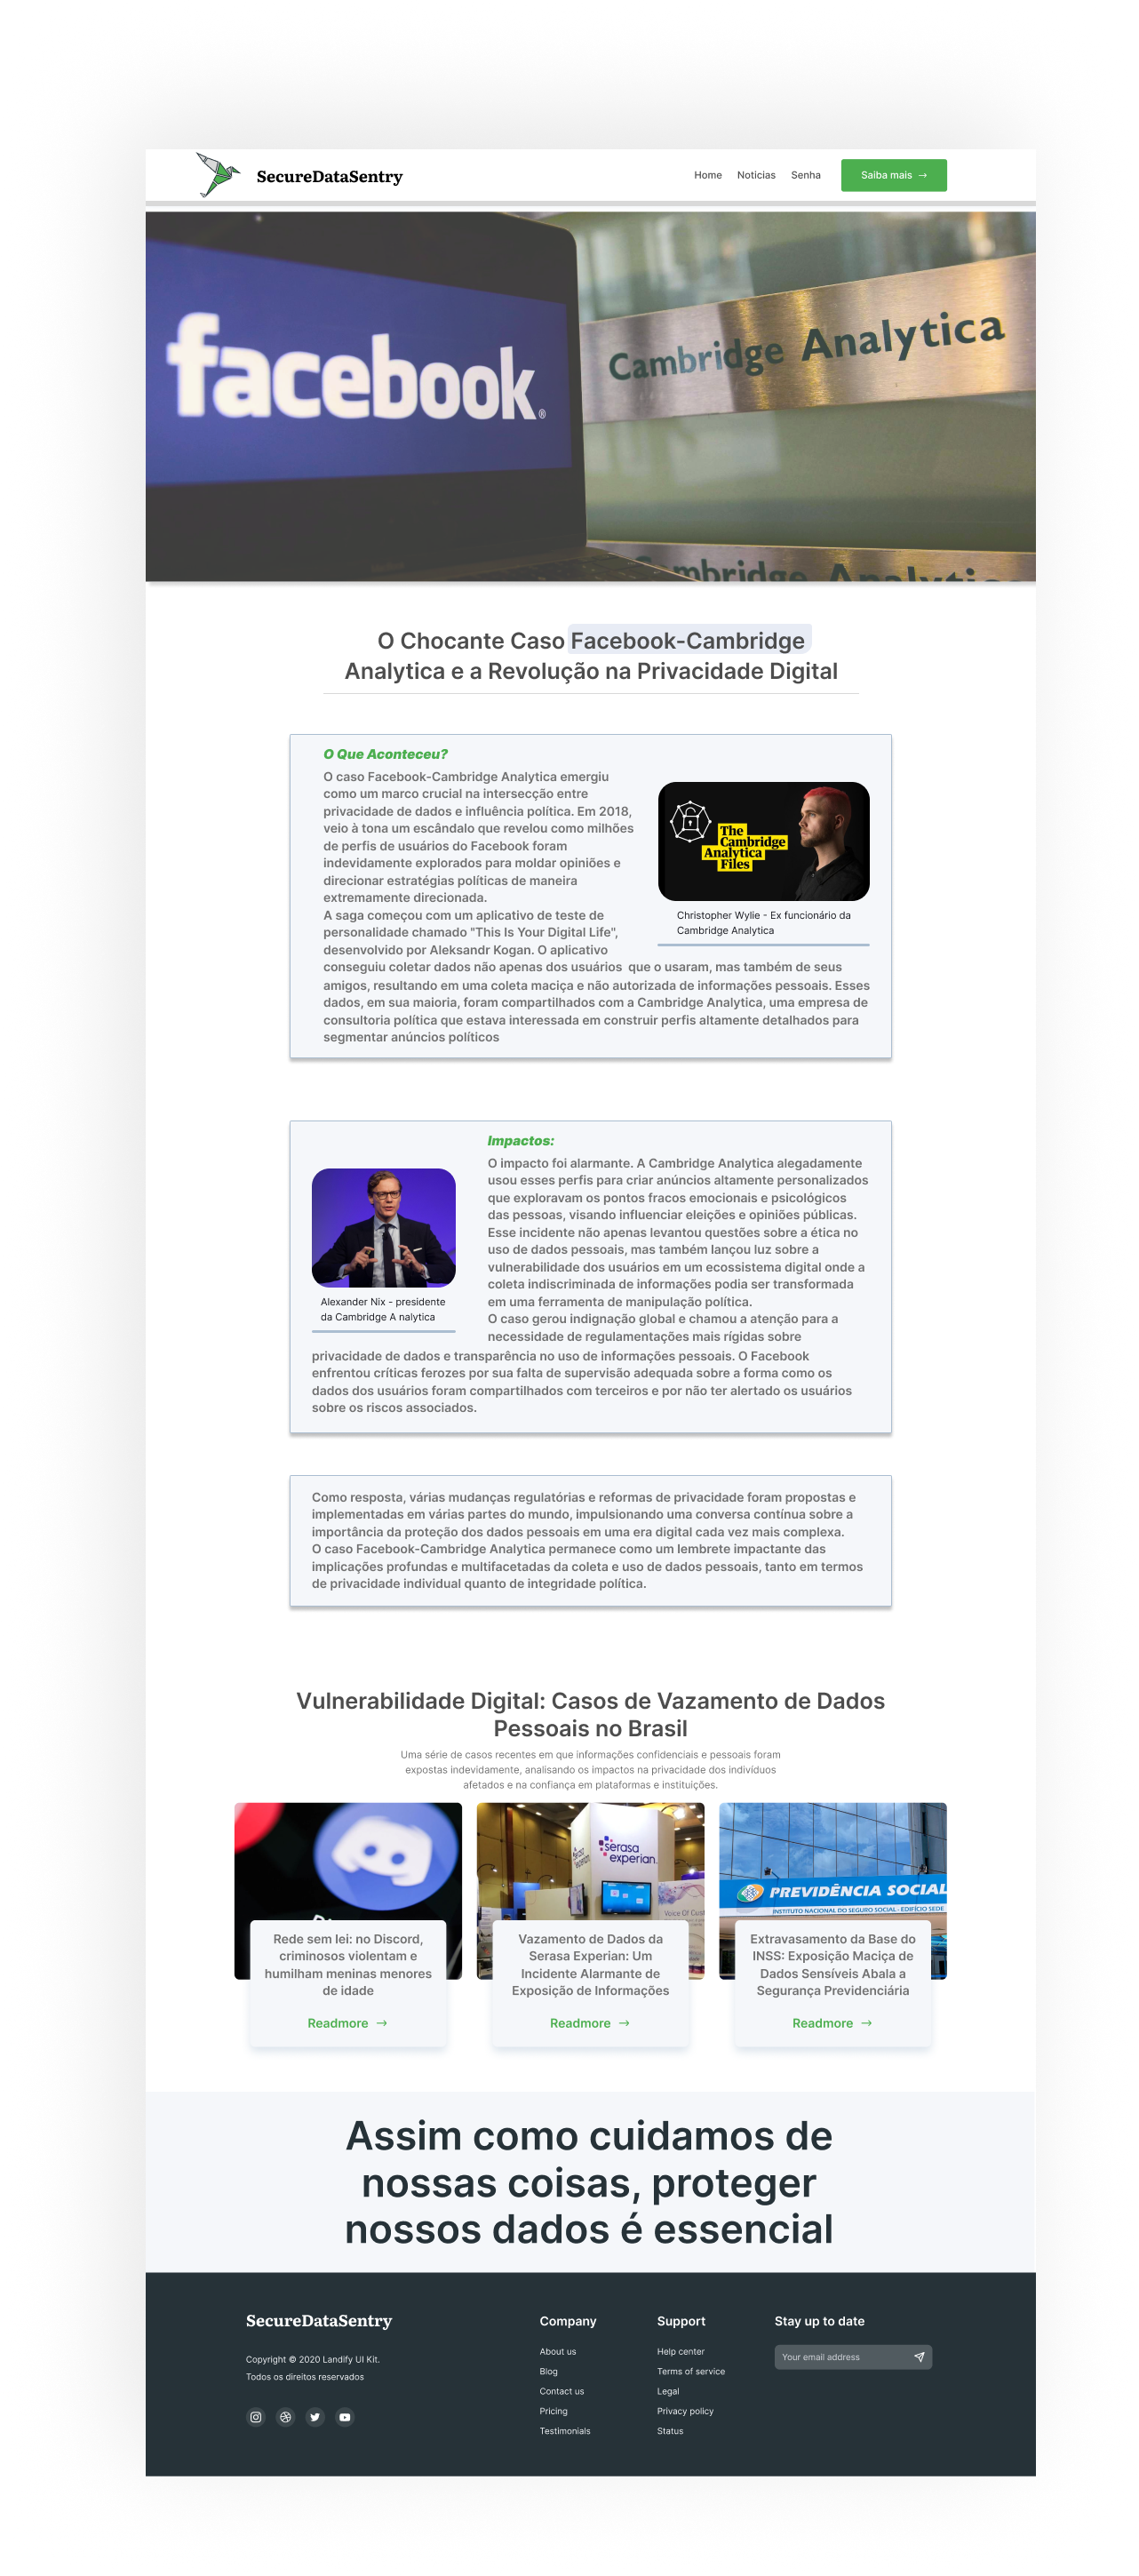 SecureDataSentry
Home
Noticias
Senha
Saiba mais →
facebook®
Cambridge Analytica
Cambridge Analytica
O Chocante Caso Facebook-Cambridge
Analytica e a Revolução na Privacidade Digital
O Que Aconteceu?
O caso Facebook-Cambridge Analytica emergiu
como um marco crucial na intersecção entre
privacidade de dados e influência política. Em 2018,
veio à tona um escândalo que revelou como milhões
de perfis de usuários do Facebook foram
indevidamente explorados para moldar opiniões e
direcionar estratégias políticas de maneira
extremamente direcionada.
A saga começou com um aplicativo de teste de
personalidade chamado "This Is Your Digital Life",
desenvolvido por Aleksandr Kogan. O aplicativo
conseguiu coletar dados não apenas dos usuários que o usaram, mas também de seus
amigos, resultando em uma coleta maciça e não autorizada de informações pessoais. Esses
dados, em sua maioria, foram compartilhados com a Cambridge Analytica, uma empresa de
consultoria política que estava interessada em construir perfis altamente detalhados para
segmentar anúncios políticos
The
Cambridge
Analytica
Files
Christopher Wylie - Ex funcionário da
Cambridge Analytica
Impactos:
O impacto foi alarmante. A Cambridge Analytica alegadamente
usou esses perfis para criar anúncios altamente personalizados
que exploravam os pontos fracos emocionais e psicológicos
das pessoas, visando influenciar eleições e opiniões públicas.
Esse incidente não apenas levantou questões sobre a ética no
uso de dados pessoais, mas também lançou luz sobre a
vulnerabilidade dos usuários em um ecossistema digital onde a
coleta indiscriminada de informações podia ser transformada
em uma ferramenta de manipulação política.
O caso gerou indignação global e chamou a atenção para a
necessidade de regulamentações mais rígidas sobre
privacidade de dados e transparência no uso de informações pessoais. O Facebook
enfrentou críticas ferozes por sua falta de supervisão adequada sobre a forma como os
dados dos usuários foram compartilhados com terceiros e por não ter alertado os usuários
sobre os riscos associados.
Alexander Nix - presidente
da Cambridge A nalytica
Como resposta, várias mudanças regulatórias e reformas de privacidade foram propostas e
implementadas em várias partes do mundo, impulsionando uma conversa contínua sobre a
importância da proteção dos dados pessoais em uma era digital cada vez mais complexa.
O caso Facebook-Cambridge Analytica permanece como um lembrete impactante das
implicações profundas e multifacetadas da coleta e uso de dados pessoais, tanto em termos
de privacidade individual quanto de integridade política.
Vulnerabilidade Digital: Casos de Vazamento de Dados
Pessoais no Brasil
Uma série de casos recentes em que informações confidenciais e pessoais foram
expostas indevidamente, analisando os impactos na privacidade dos indivíduos
afetados e na confiança em plataformas e instituições.
serasa
experian
PREVIDÊNCIA SOCIAL
INSTITUTO NACIONAL DO SEGURO SOCIAL - EDIFÍCIO SEDE
Rede sem lei: no Discord,
criminosos violentam e
humilham meninas menores
de idade
Readmore →
Vazamento de Dados da
Serasa Experian: Um
Incidente Alarmante de
Exposição de Informações
Readmore →
Extravasamento da Base do
INSS: Exposição Maciça de
Dados Sensíveis Abala a
Segurança Previdenciária
Readmore →
Assim como cuidamos de
nossas coisas, proteger
nossos dados é essencial
SecureDataSentry
Copyright © 2020 Landify UI Kit.
Todos os direitos reservados
Company
About us
Blog
Contact us
Pricing
Testimonials
Support
Help center
Terms of service
Legal
Privacy policy
Status
Stay up to date
Your email address